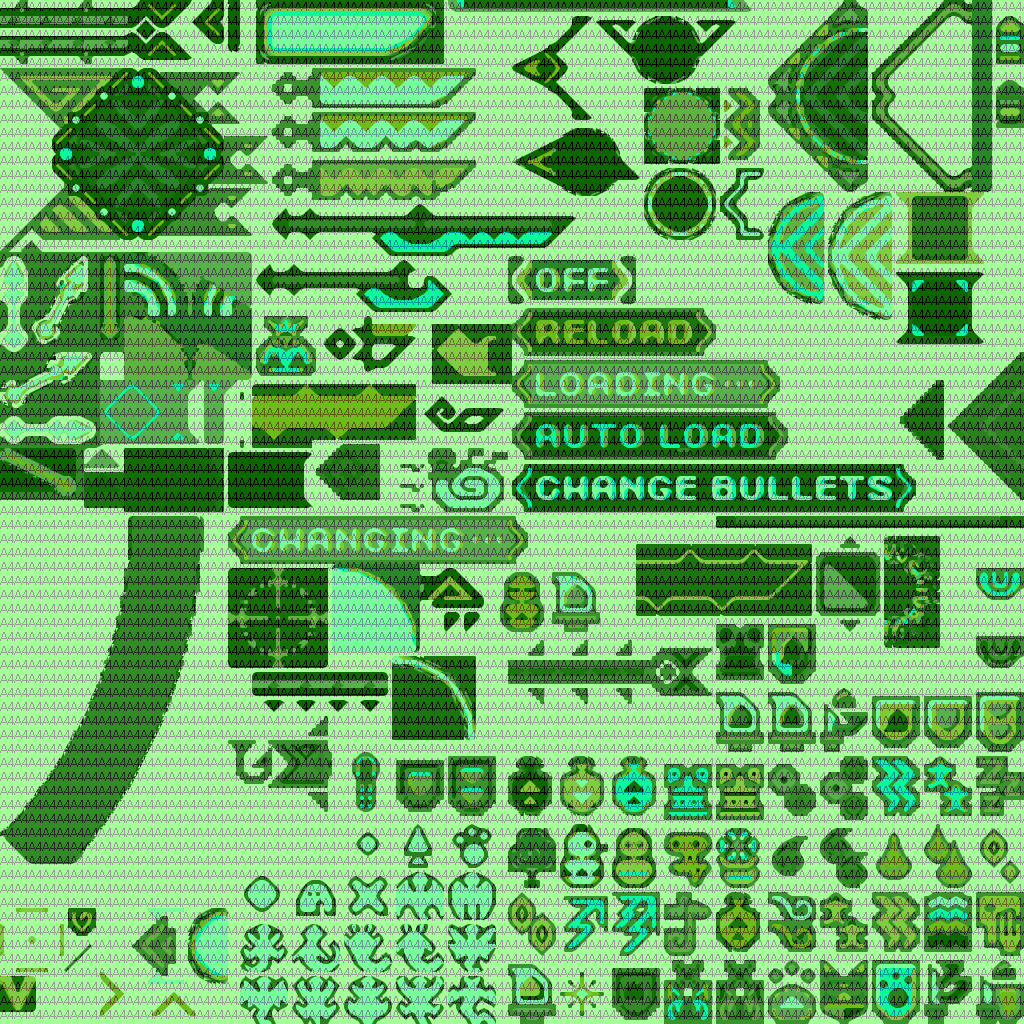 OFF
RELOAD
LOADING...
AUTO LOAD
CHANGE BULLETS
CHANGING...